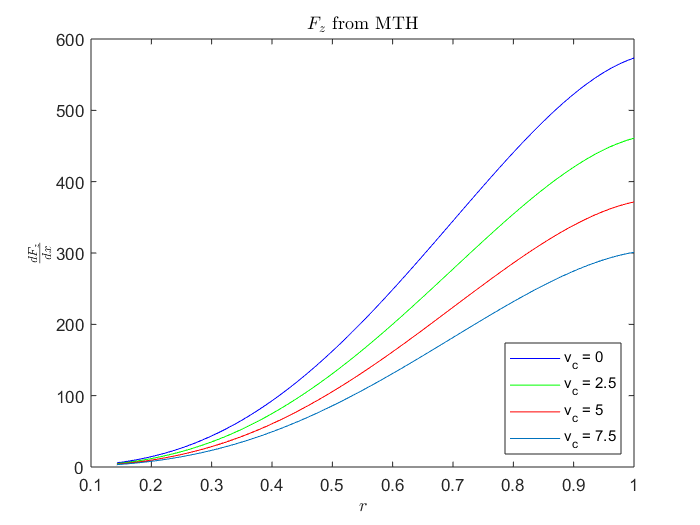 F_z from MTH
600
500
400
300
200
100
0
dF_z
dx
0.1 0.2 0.3 0.4 0.5 0.6 0.7 0.8 0.9 1
r
v_c = 0
v_c = 2.5
v_c = 5
v_c = 7.5